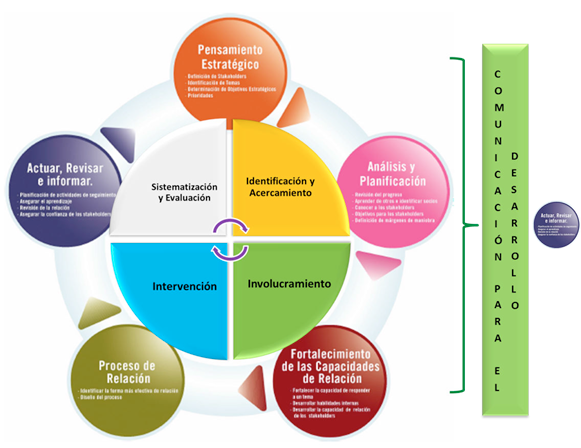 Pensamiento
Estratégico
- Definición de Stakeholders
- Identificación de Temas
- Determinación de Objetivos Estratégicos
- Prioridades
Análisis y
Planificación
- Revisión del progreso
- Aprender de otros e identificar socios
- Conocer a los stakeholders
- Objetivos para los stakeholders
- Definición de márgenes de maniobra
Fortalecimiento
de las Capacidades
de Relación
- Fortalecer la capacidad de responder
a un tema
- Desarrollar habilidades internas
- Desarrollar la capacidad de relación
de los stakeholders
Proceso de
Relación
- Identificar la forma más efectiva de relación
- Diseño del proceso
Actuar, Revisar
e informar.
- Planificación de actividades de seguimiento
- Asegurar el aprendizaje
- Revisión de la relación
- Asegurar la confianza de los stakeholders
Sistematización
y Evaluación
Identificación y
Acercamiento
Intervención
Involucramiento
COMUNICACIÓN PARA EL
DESARROLLO
Actuar, Revisar
e informar.